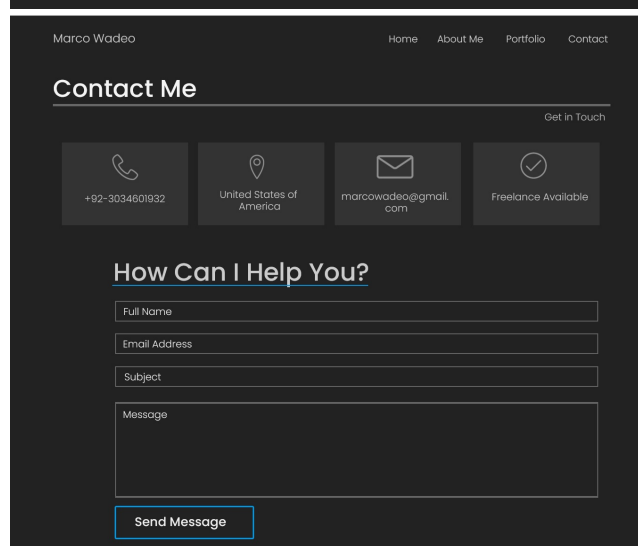 Marco Wadeo
Home About Me Portfolio Contact
Contact Me
Get in Touch
+92-3034601932
United States of
America
marcowadeo@gmail.
com
Freelance Available
How Can I Help You?
Full Name
Email Address
Subject
Message
Send Message